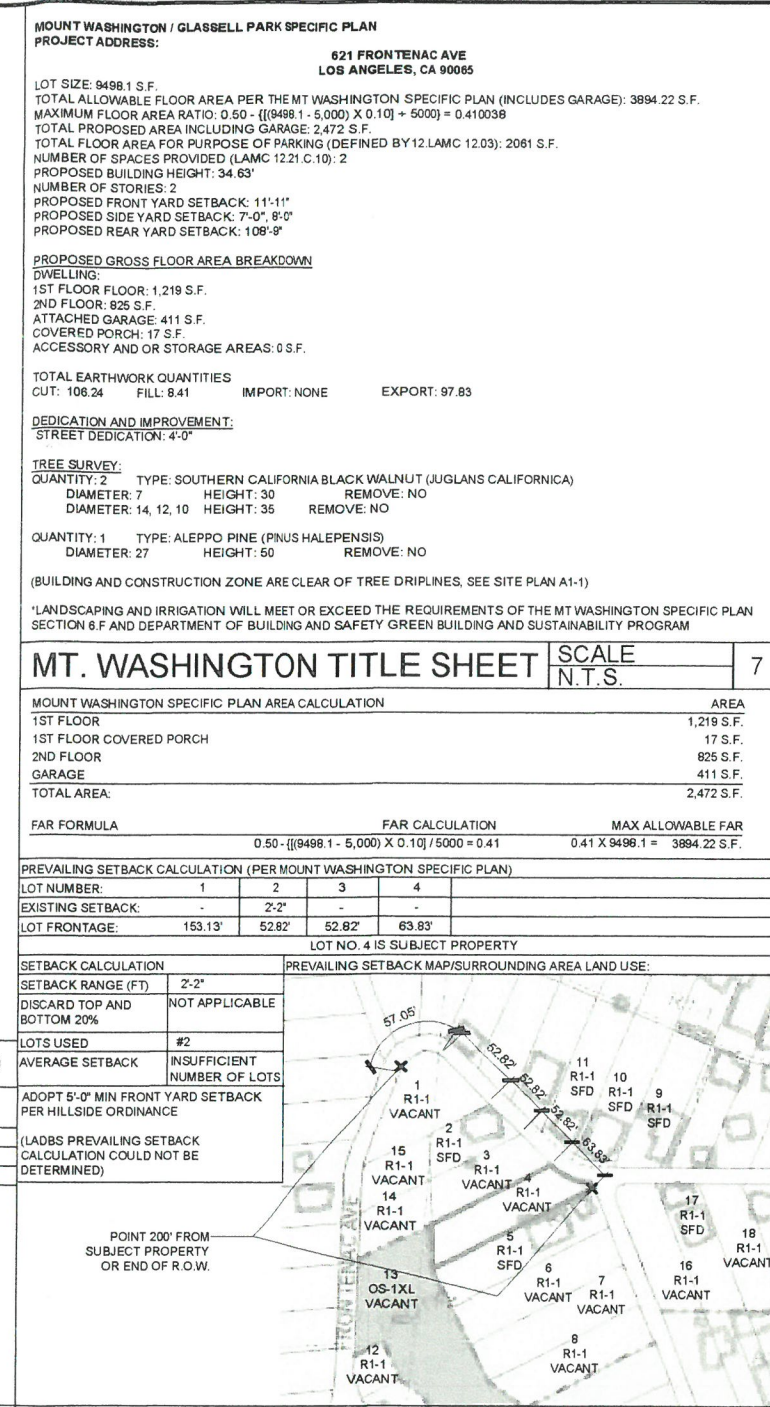 MOUNT WASHINGTON / GLASSELL PARK SPECIFIC PLAN
PROJECT ADDRESS:
621 FRONTENAC AVE
LOS ANGELES, CA 90065
LOT SIZE: 9498.1 S.F.
TOTAL ALLOWABLE FLOOR AREA PER THE MT WASHINGTON SPECIFIC PLAN (INCLUDES GARAGE): 3894.22 S.F.
MAXIMUM FLOOR AREA RATIO: 0.50 - {[(9498.1 - 5,000) X 0.10] + 5000} = 0.410038
TOTAL PROPOSED AREA INCLUDING GARAGE: 2,472 S.F.
TOTAL FLOOR AREA FOR PURPOSE OF PARKING (DEFINED BY12.LAMC 12.03): 2061 S.F.
NUMBER OF SPACES PROVIDED (LAMC 12.21.C.10): 2
PROPOSED BUILDING HEIGHT: 34.63'
NUMBER OF STORIES: 2
PROPOSED FRONT YARD SETBACK: 11'-11"
PROPOSED SIDE YARD SETBACK: 7'-0", 8'-0"
PROPOSED REAR YARD SETBACK: 108'-9"
PROPOSED GROSS FLOOR AREA BREAKDOWN
DWELLING:
1ST FLOOR FLOOR: 1,219 S.F.
2ND FLOOR: 825 S.F.
ATTACHED GARAGE: 411 S.F.
COVERED PORCH: 17 S.F.
ACCESSORY AND OR STORAGE AREAS: 0 S.F.
TOTAL EARTHWORK QUANTITIES
CUT: 106.24 FILL: 8.41 IMPORT: NONE EXPORT: 97.83
DEDICATION AND IMPROVEMENT:
STREET DEDICATION: 4'-0"
TREE SURVEY:
QUANTITY: 2 TYPE: SOUTHERN CALIFORNIA BLACK WALNUT (JUGLANS CALIFORNICA)
DIAMETER: 7 HEIGHT: 30 REMOVE: NO
DIAMETER: 14, 12, 10 HEIGHT: 35 REMOVE: NO
QUANTITY: 1 TYPE: ALEPPO PINE (PINUS HALEPENSIS)
DIAMETER: 27 HEIGHT: 50 REMOVE: NO
(BUILDING AND CONSTRUCTION ZONE ARE CLEAR OF TREE DRIPLINES, SEE SITE PLAN A1-1)
*LANDSCAPING AND IRRIGATION WILL MEET OR EXCEED THE REQUIREMENTS OF THE MT WASHINGTON SPECIFIC PLAN
SECTION 6.F AND DEPARTMENT OF BUILDING AND SAFETY GREEN BUILDING AND SUSTAINABILITY PROGRAM
MT. WASHINGTON TITLE SHEET SCALE N.T.S. 7
MOUNT WASHINGTON SPECIFIC PLAN AREA CALCULATION AREA
1ST FLOOR 1,219 S.F.
1ST FLOOR COVERED PORCH 17 S.F.
2ND FLOOR 825 S.F.
GARAGE 411 S.F.
TOTAL AREA: 2,472 S.F.
FAR FORMULA FAR CALCULATION MAX ALLOWABLE FAR
0.50 - {[(9498.1 - 5,000) X 0.10] / 5000 = 0.41 0.41 X 9498.1 = 3894.22 S.F.
PREVAILING SETBACK CALCULATION (PER MOUNT WASHINGTON SPECIFIC PLAN)
LOT NUMBER: 1 2 3 4
EXISTING SETBACK: - 2'-2" - -
LOT FRONTAGE: 153.13' 52.82' 52.82' 63.83'
LOT NO. 4 IS SUBJECT PROPERTY
SETBACK CALCULATION
SETBACK RANGE (FT) 2'-2"
DISCARD TOP AND BOTTOM 20% NOT APPLICABLE
LOTS USED #2
AVERAGE SETBACK INSUFFICIENT NUMBER OF LOTS
ADOPT 5'-0" MIN FRONT YARD SETBACK
PER HILLSIDE ORDINANCE
(LADBS PREVAILING SETBACK
CALCULATION COULD NOT BE
DETERMINED)
PREVAILING SETBACK MAP/SURROUNDING AREA LAND USE:
57.05'
52.82'
52.82'
52.82'
63.83'
1
R1-1
VACANT
2
R1-1
SFD
3
R1-1
VACANT
4
R1-1
VACANT
5
R1-1
SFD
6
R1-1
VACANT
7
R1-1
VACANT
8
R1-1
VACANT
9
R1-1
SFD
10
R1-1
SFD
11
R1-1
SFD
12
R1-1
VACANT
13
OS-1XL
VACANT
14
R1-1
VACANT
15
R1-1
VACANT
16
R1-1
VACANT
17
R1-1
SFD
18
R1-1
VACANT
FRONTENAC AVE
POINT 200' FROM
SUBJECT PROPERTY
OR END OF R.O.W.